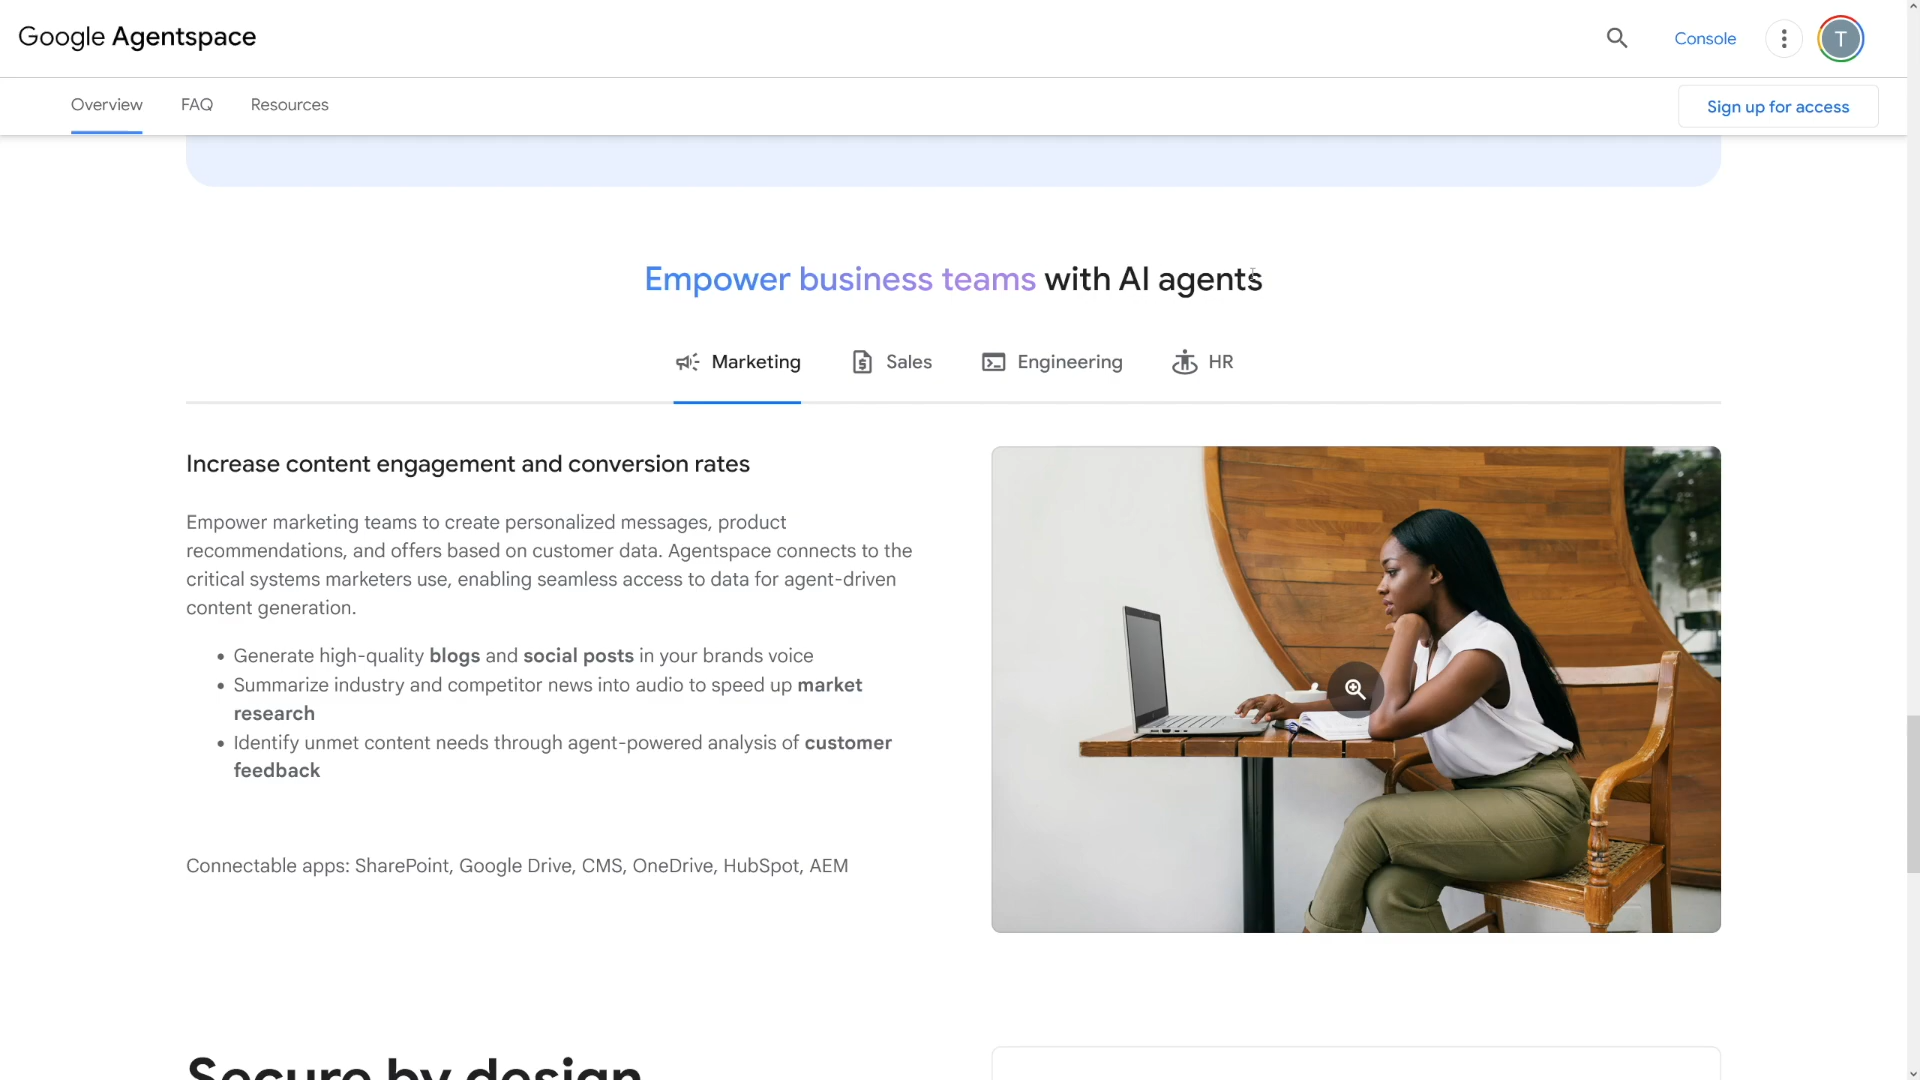 Google Agentspace
Console
T
Overview
FAQ
Resources
Sign up for access
Empower business teams with AI agents
Marketing
Sales
Engineering
HR
Increase content engagement and conversion rates
Empower marketing teams to create personalized messages, product
recommendations, and offers based on customer data. Agentspace connects to the
critical systems marketers use, enabling seamless access to data for agent-driven
content generation.
• Generate high-quality blogs and social posts in your brands voice
• Summarize industry and competitor news into audio to speed up market
research
• Identify unmet content needs through agent-powered analysis of customer
feedback
Connectable apps: SharePoint, Google Drive, CMS, OneDrive, HubSpot, AEM
Secure by design